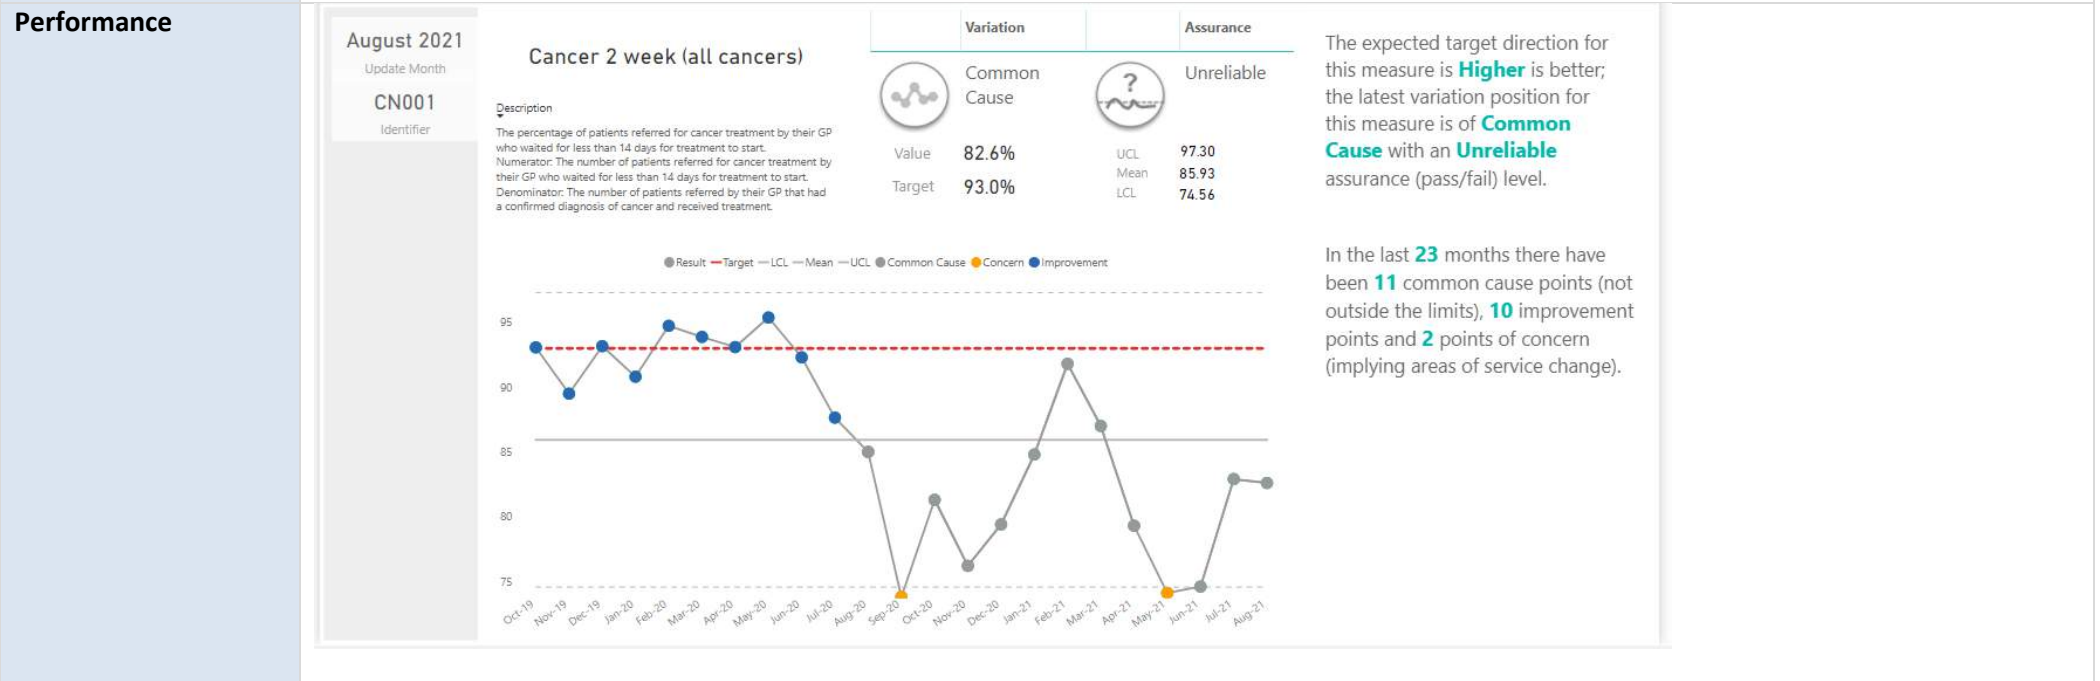 Performance
August 2021
Update Month
CN001
Identifier
Cancer 2 week (all cancers)
Description
The percentage of patients referred for cancer treatment by their GP
who waited for less than 14 days for treatment to start.
Numerator: The number of patients referred for cancer treatment by
their GP who waited for less than 14 days for treatment to start.
Denominator: The number of patients referred by their GP that had
a confirmed diagnosis of cancer and received treatment.
Variation
Assurance
Common
Cause
?
Unreliable
Value 82.6%
Target 93.0%
UCL 97.30
Mean 85.93
LCL 74.56
The expected target direction for
this measure is Higher is better;
the latest variation position for
this measure is of Common
Cause with an Unreliable
assurance (pass/fail) level.
In the last 23 months there have
been 11 common cause points (not
outside the limits), 10 improvement
points and 2 points of concern
(implying areas of service change).
Result Target LCL Mean UCL Common Cause Concern Improvement
95
90
85
80
75
Oct-19 Nov-19 Dec-19 Jan-20 Feb-20 Mar-20 Apr-20 May-20 Jun-20 Jul-20 Aug-20 Sep-20 Oct-20 Nov-20 Dec-20 Jan-21 Feb-21 Mar-21 Apr-21 May-21 Jun-21 Jul-21 Aug-21